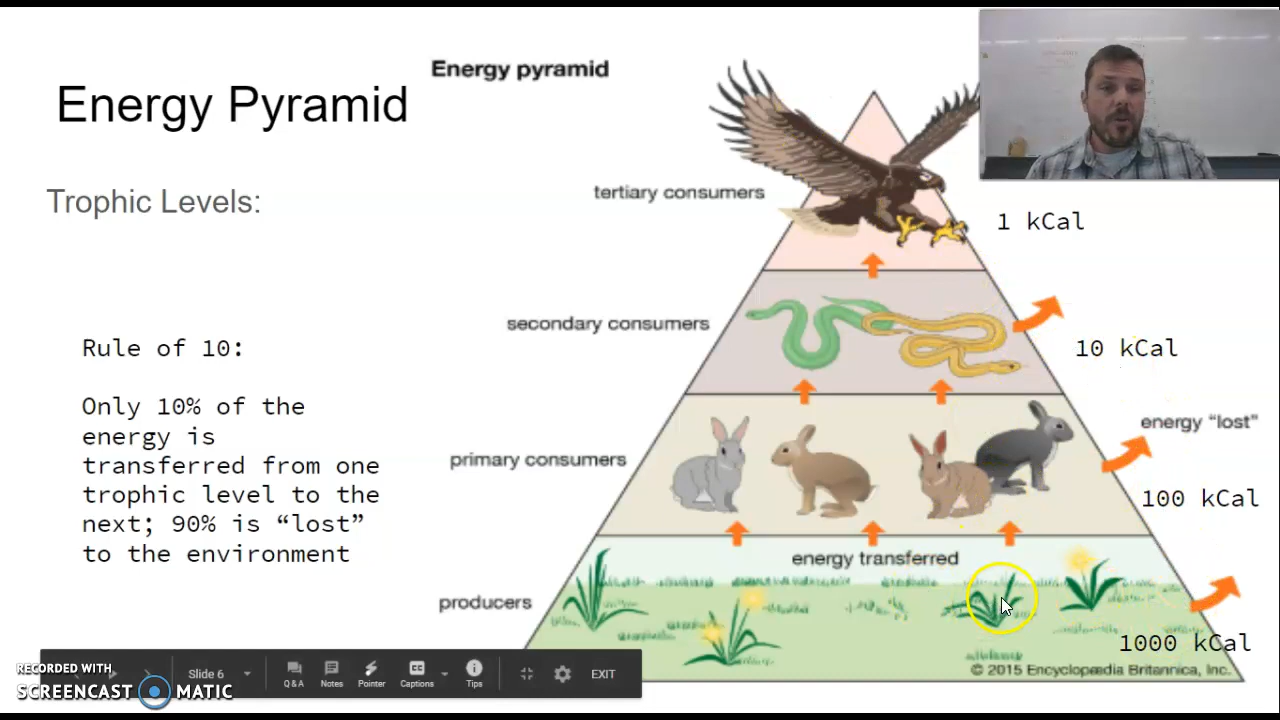 Energy Pyramid
Trophic Levels:
Rule of 10:
Only 10% of the
energy is
transferred from one
trophic level to the
next; 90% is “lost”
to the environment
Energy pyramid
tertiary consumers
1 kCal
secondary consumers
10 kCal
energy “lost”
primary consumers
100 kCal
energy transferred
producers
1000 kCal
© 2015 Encyclopædia Britannica, Inc.
Slide 6
Q & A
Notes
Pointer
CC
Captions
Tips
EXIT
RECORDED WITH
SCREENCAST MATIC